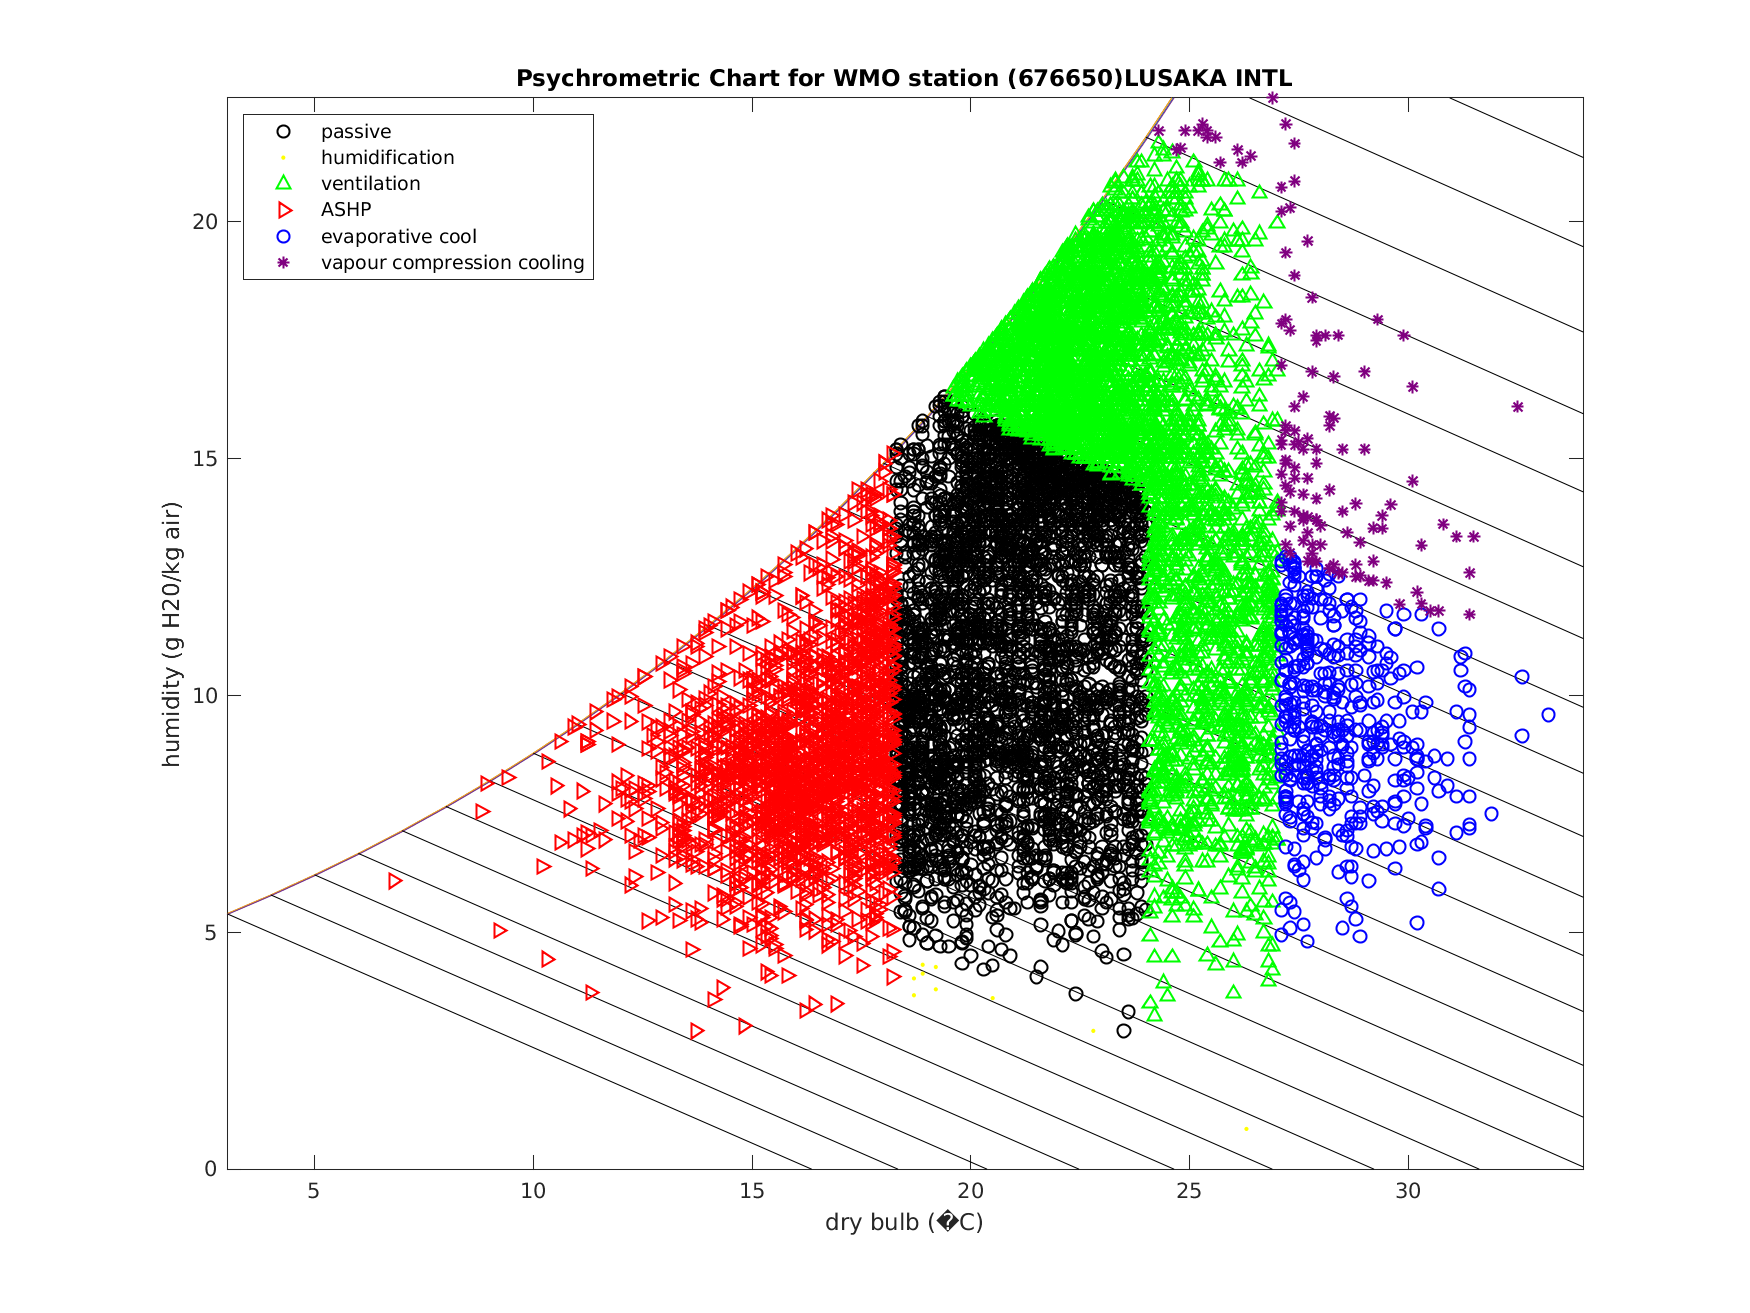 Psychrometric Chart for WMO station (676650)LUSAKA INTL
passive
humidification
ventilation
ASHP
evaporative cool
vapour compression cooling
humidity (g H20/kg air)
20
15
10
5
0
5 10 15 20 25 30
dry bulb (�C)